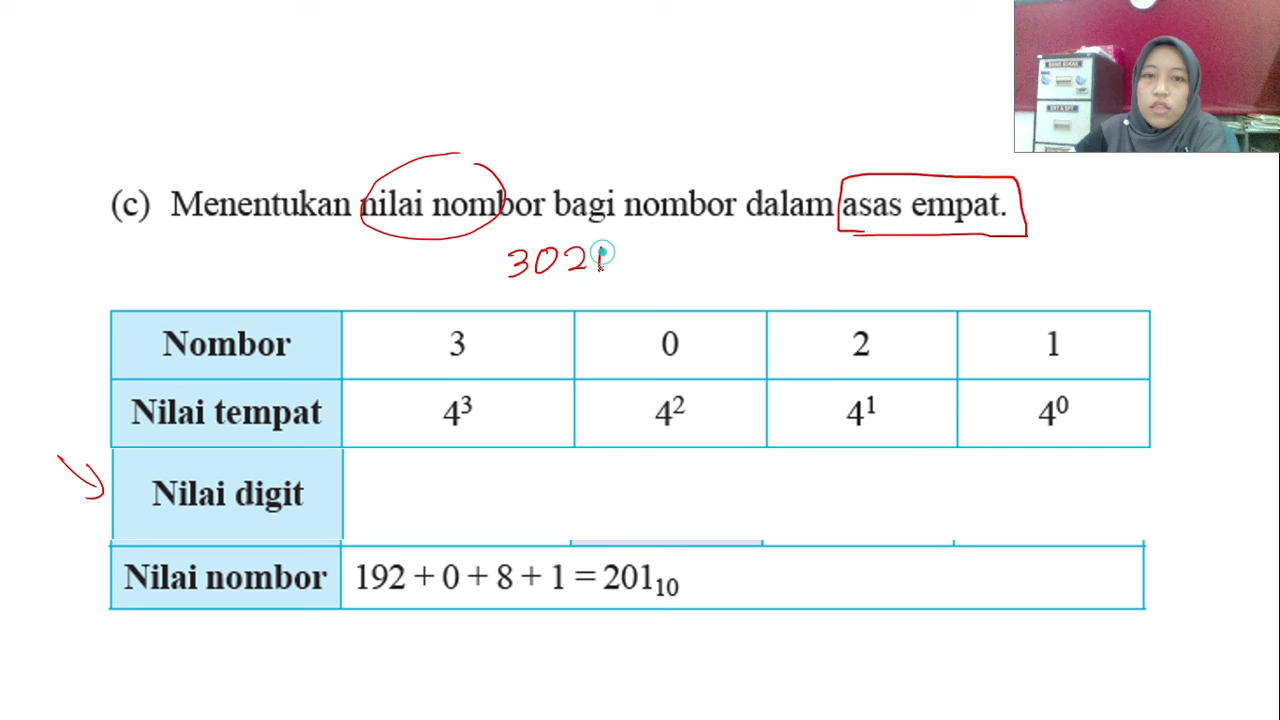 (c) Menentukan nilai nombor bagi nombor dalam asas empat.
3021
Nombor 3 0 2 1
Nilai tempat 4³ 4² 4¹ 4⁰
Nilai digit
Nilai nombor 192 + 0 + 8 + 1 = 201₁₀